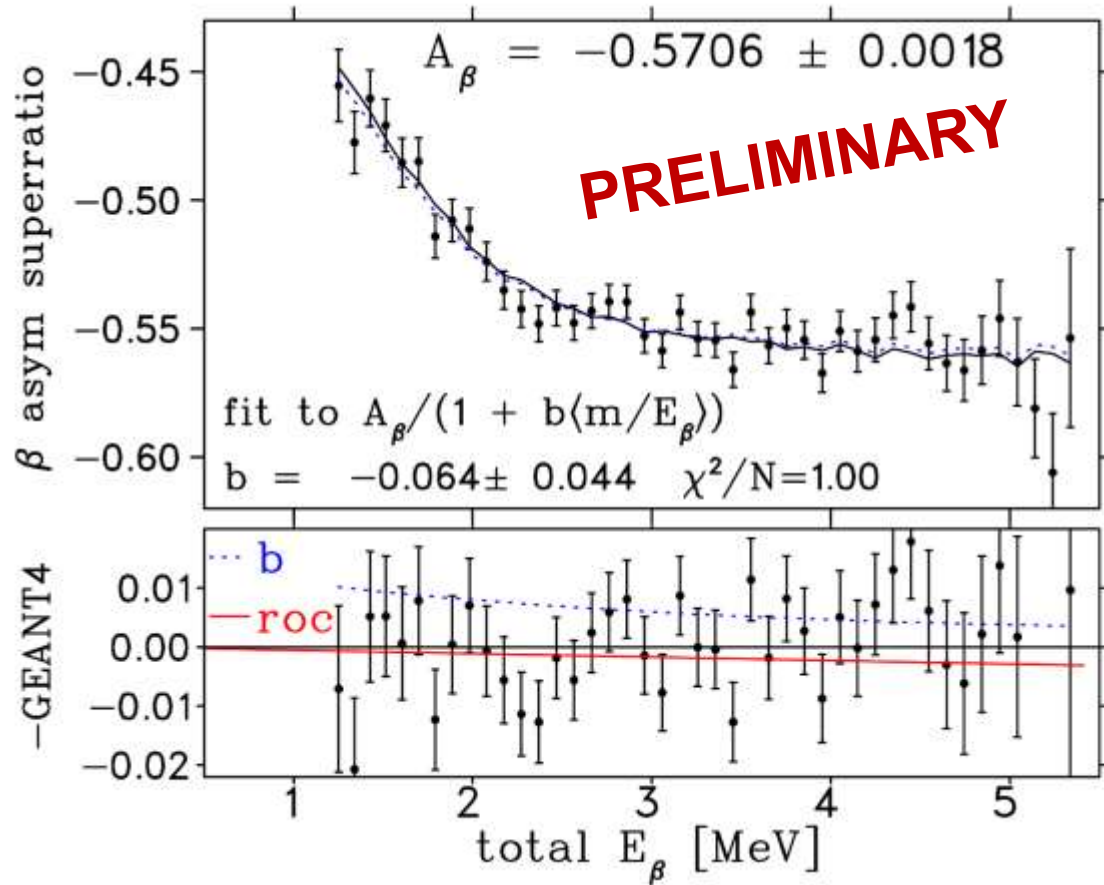 A_β = −0.5706 ± 0.0018
PRELIMINARY
−0.45
−0.50
−0.55
−0.60
β asym superratio
fit to A_β/(1 + b⟨m/E_β⟩)
b = −0.064± 0.044 χ²/N=1.00
b
roc
0.01
0.00
−0.01
−0.02
−GEANT4
1 2 3 4 5
total E_β [MeV]